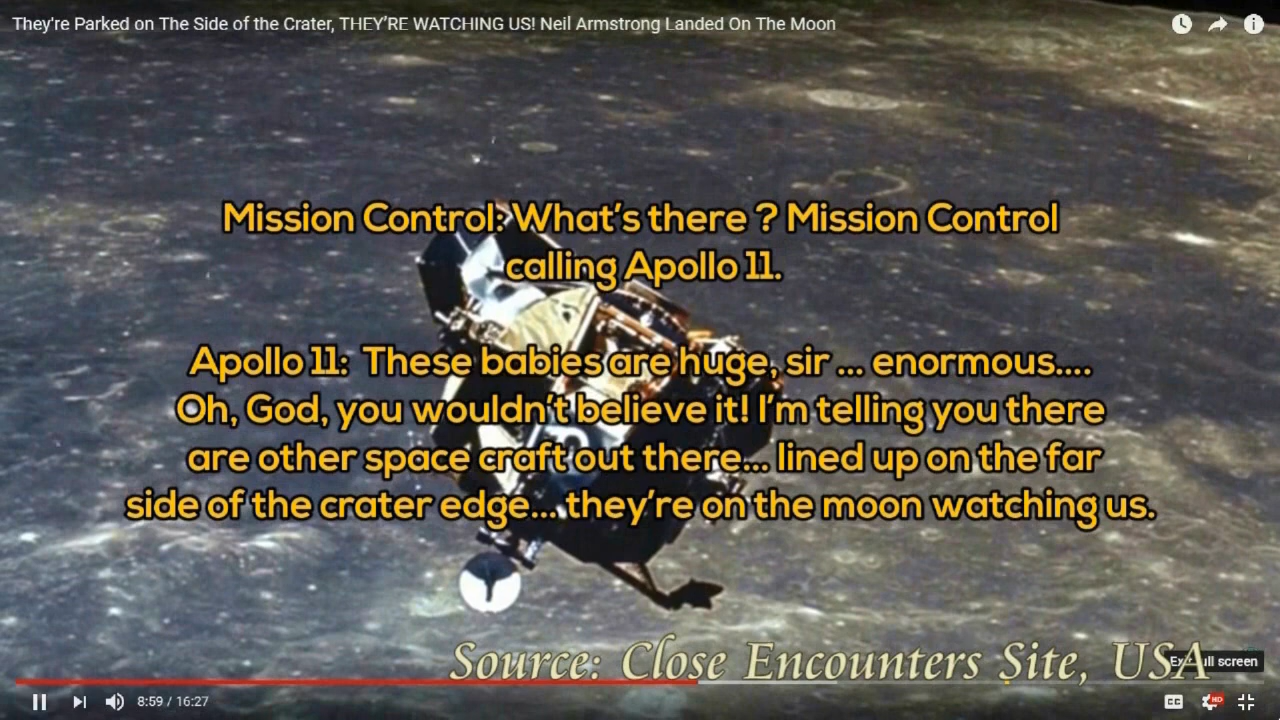 They're Parked on The Side of the Crater, THEY'RE WATCHING US! Neil Armstrong Landed On The Moon
Mission Control: What's there ? Mission Control
calling Apollo 11.
Apollo 11: These babies are huge, sir ... enormous....
Oh, God, you wouldn't believe it! I'm telling you there
are other space craft out there... lined up on the far
side of the crater edge... they're on the moon watching us.
Source: Close Encounters Site, USA
full screen
8:59 / 16:27
CC
HD